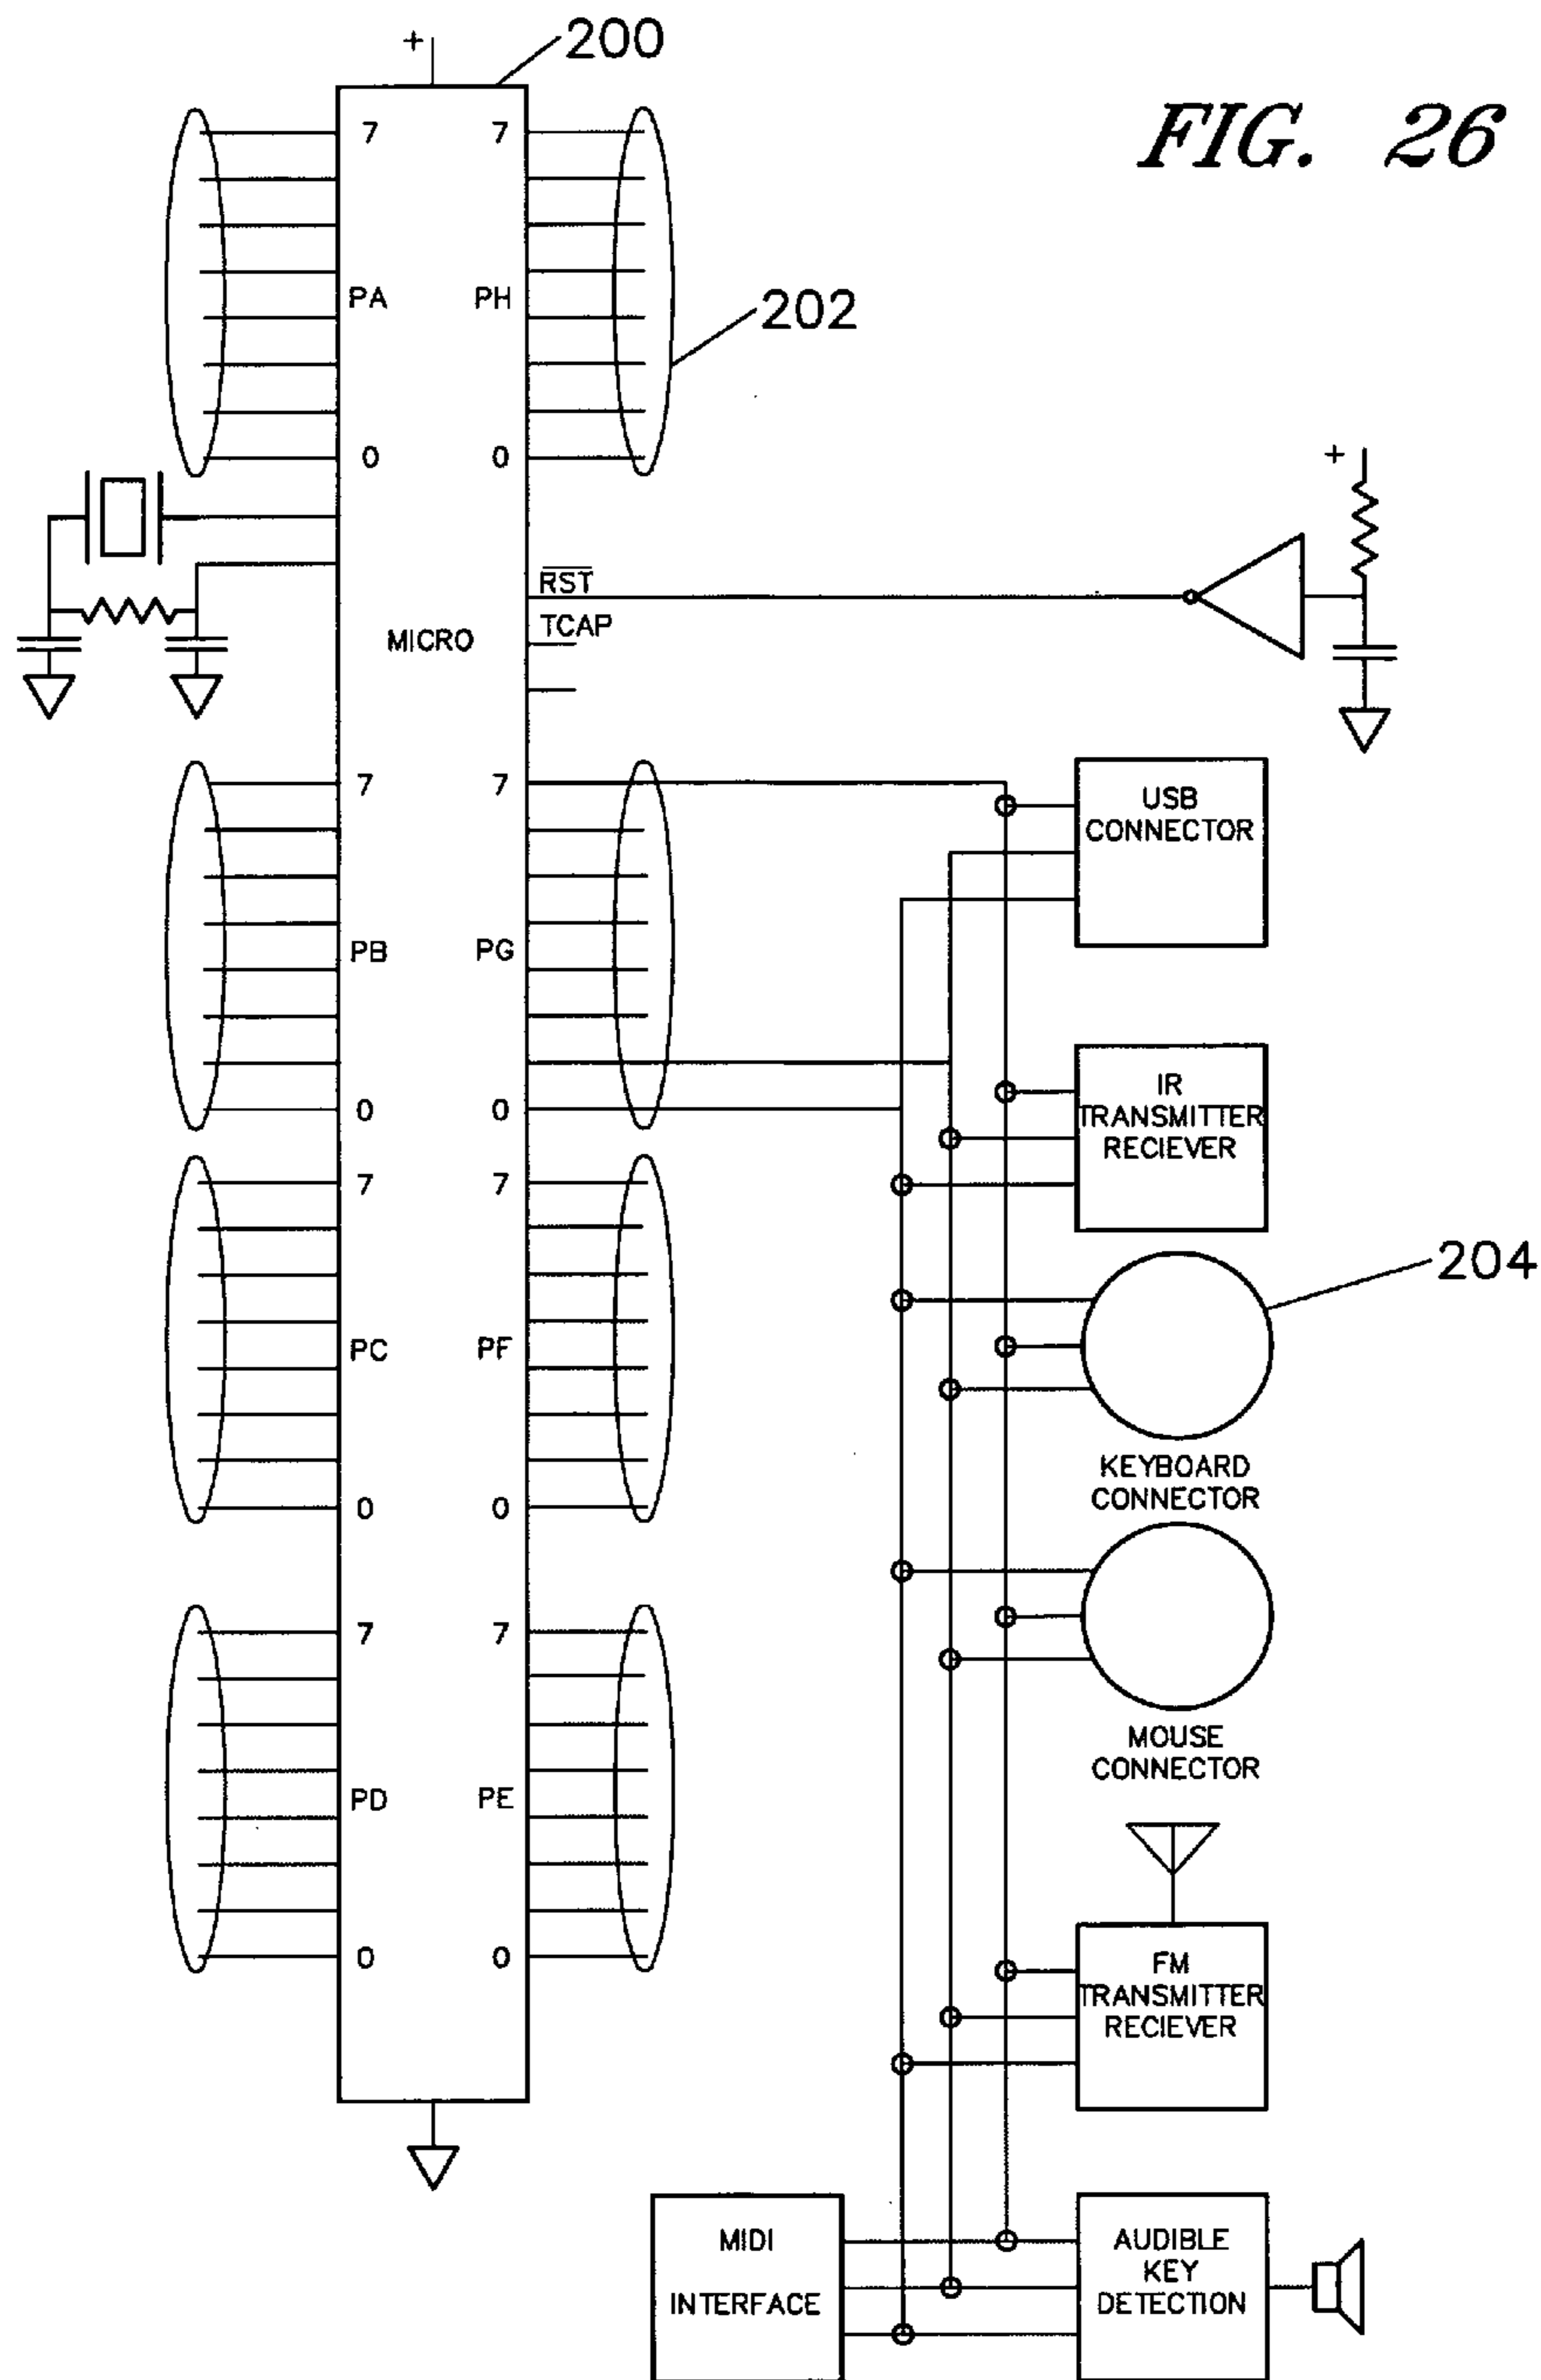 +
200
FIG. 26
7 7
PA PH
202
0 0
+
RST
TCAP
MICRO
7 7
USB
CONNECTOR
PB PG
0 0
IR
TRANSMITTER
RECIEVER
7 7
204
PC PF
KEYBOARD
CONNECTOR
0 0
7 7
MOUSE
CONNECTOR
PD PE
0 0
FM
TRANSMITTER
RECIEVER
MIDI
INTERFACE
AUDIBLE
KEY
DETECTION